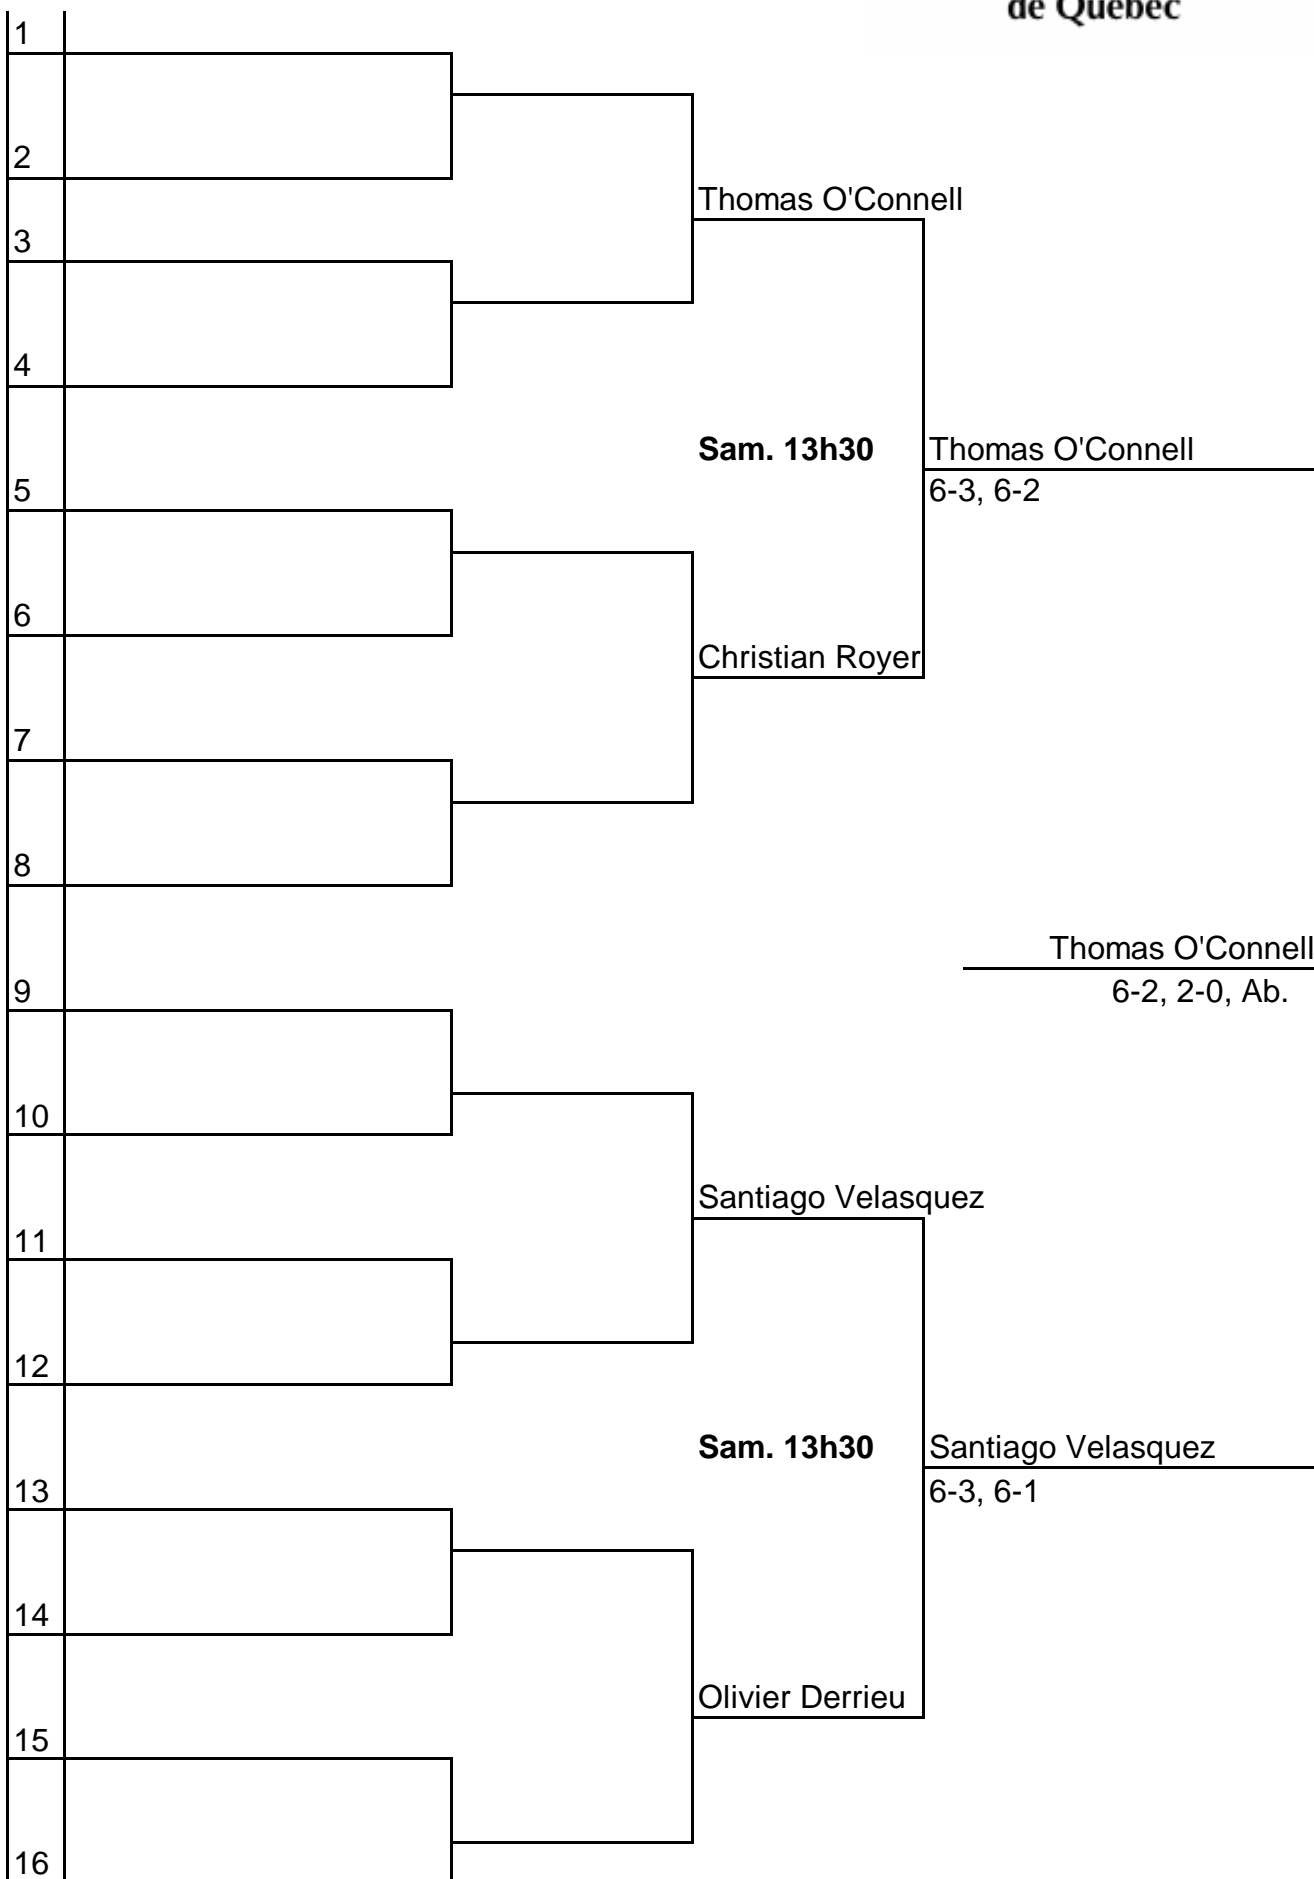 de Québec
1
2
Thomas O'Connell
3
4
Sam. 13h30
Thomas O'Connell
5
6-3, 6-2
6
Christian Royer
7
8
Thomas O'Connell
9
6-2, 2-0, Ab.
10
Santiago Velasquez
11
12
Sam. 13h30
Santiago Velasquez
13
6-3, 6-1
14
Olivier Derrieu
15
16